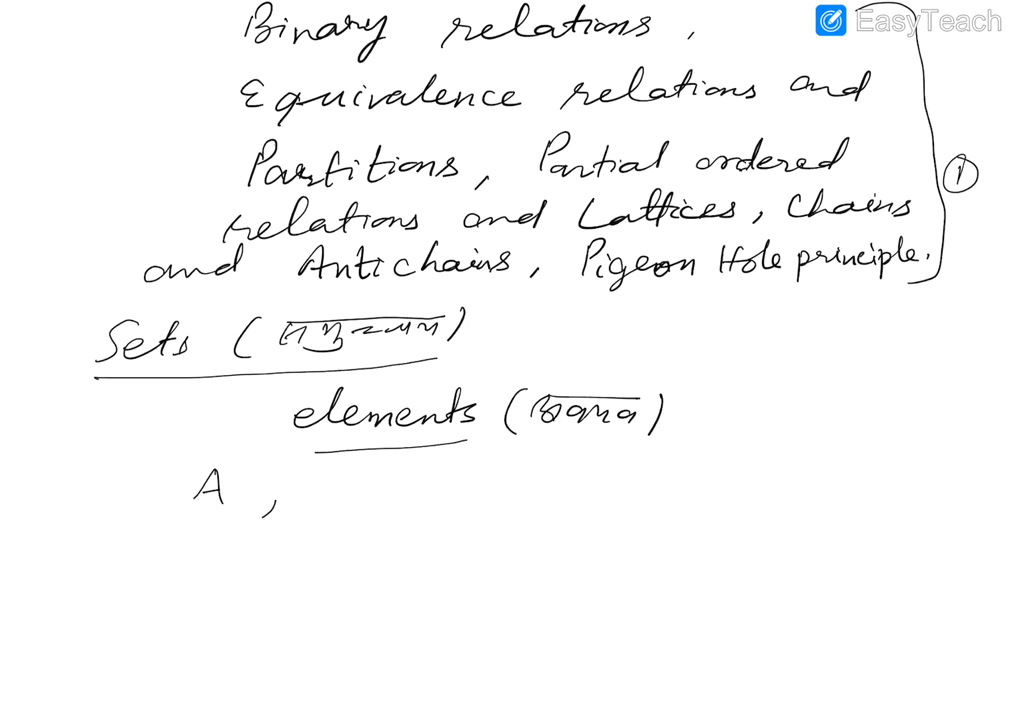 EasyTeach
Binary relations,
Equivalence relations and
Partitions, Partial ordered
relations and Lattices, Chains
and Antichains, Pigeon Hole principle.
1
Sets (
elements (
A,